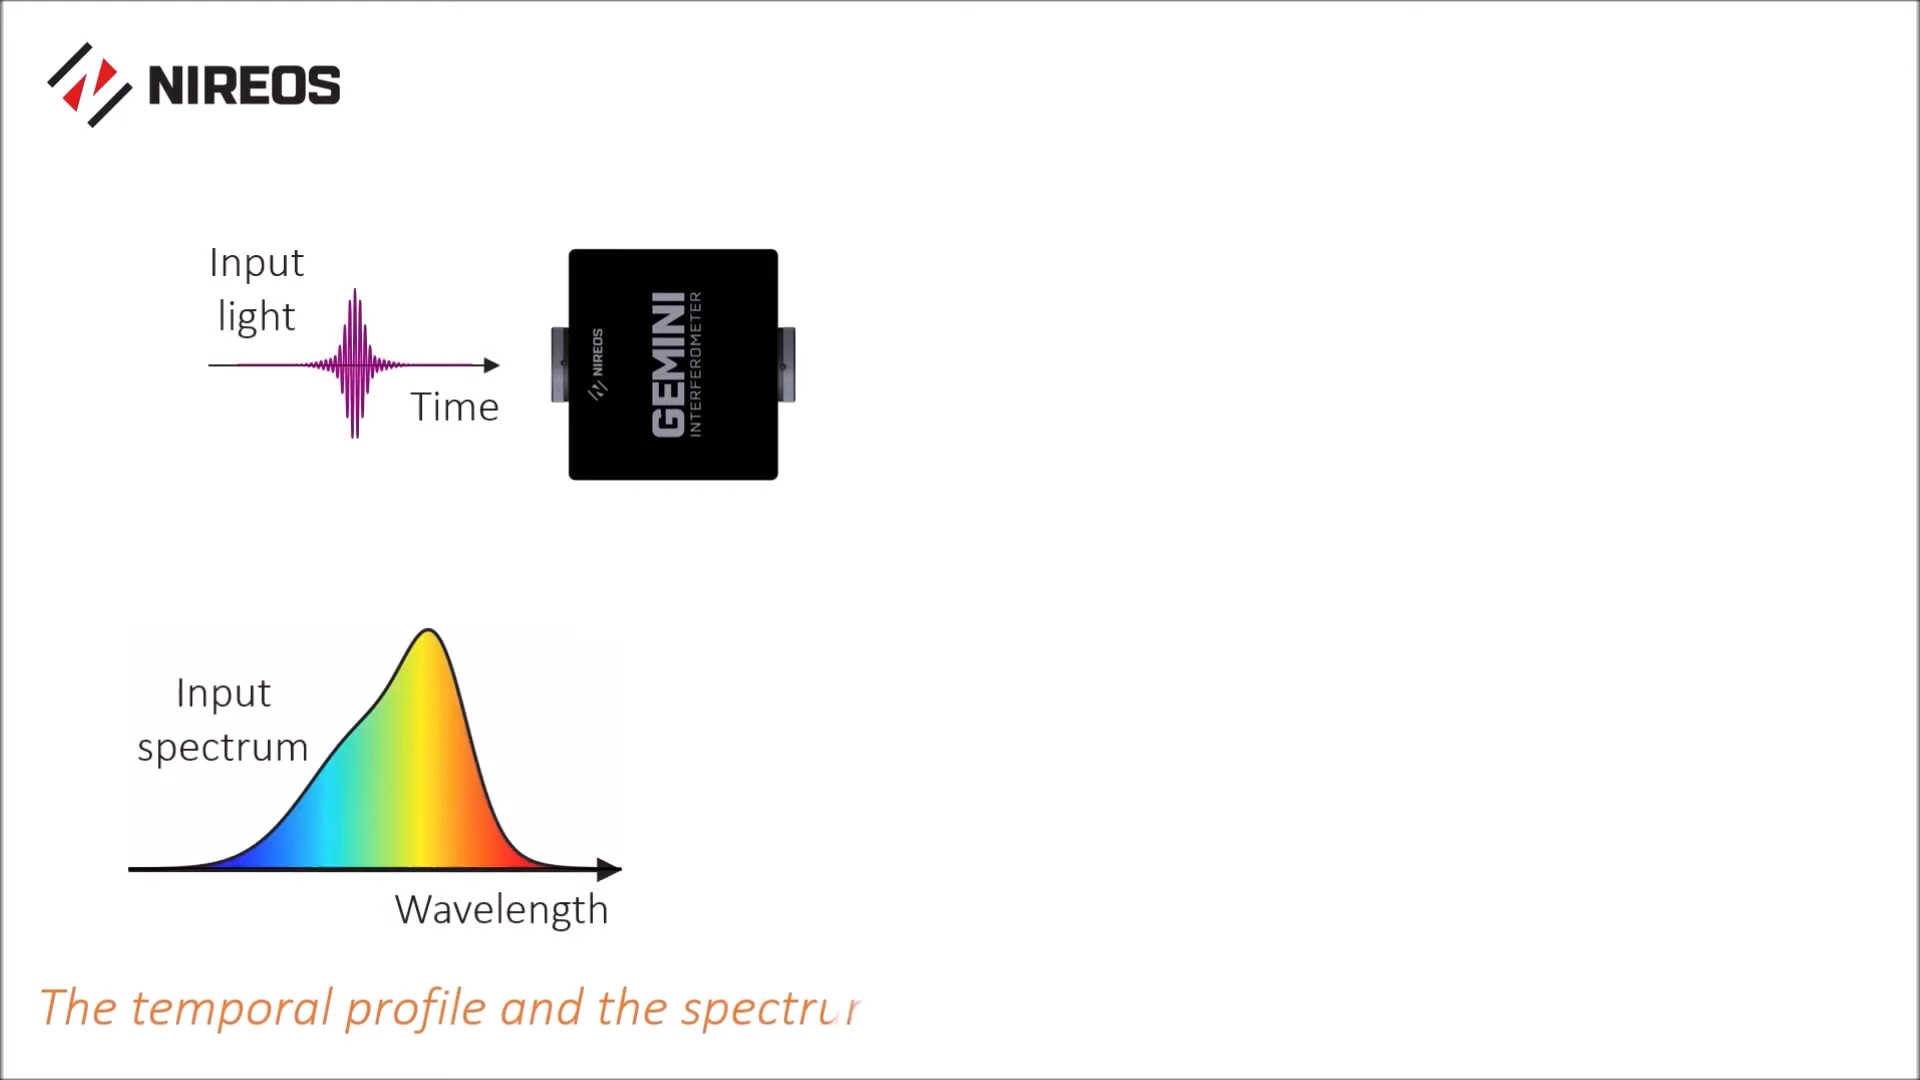 NIREOS
Input
light
Time
NIREOS
GEMINI
INTERFEROMETER
Input
spectrum
Wavelength
The temporal profile and the